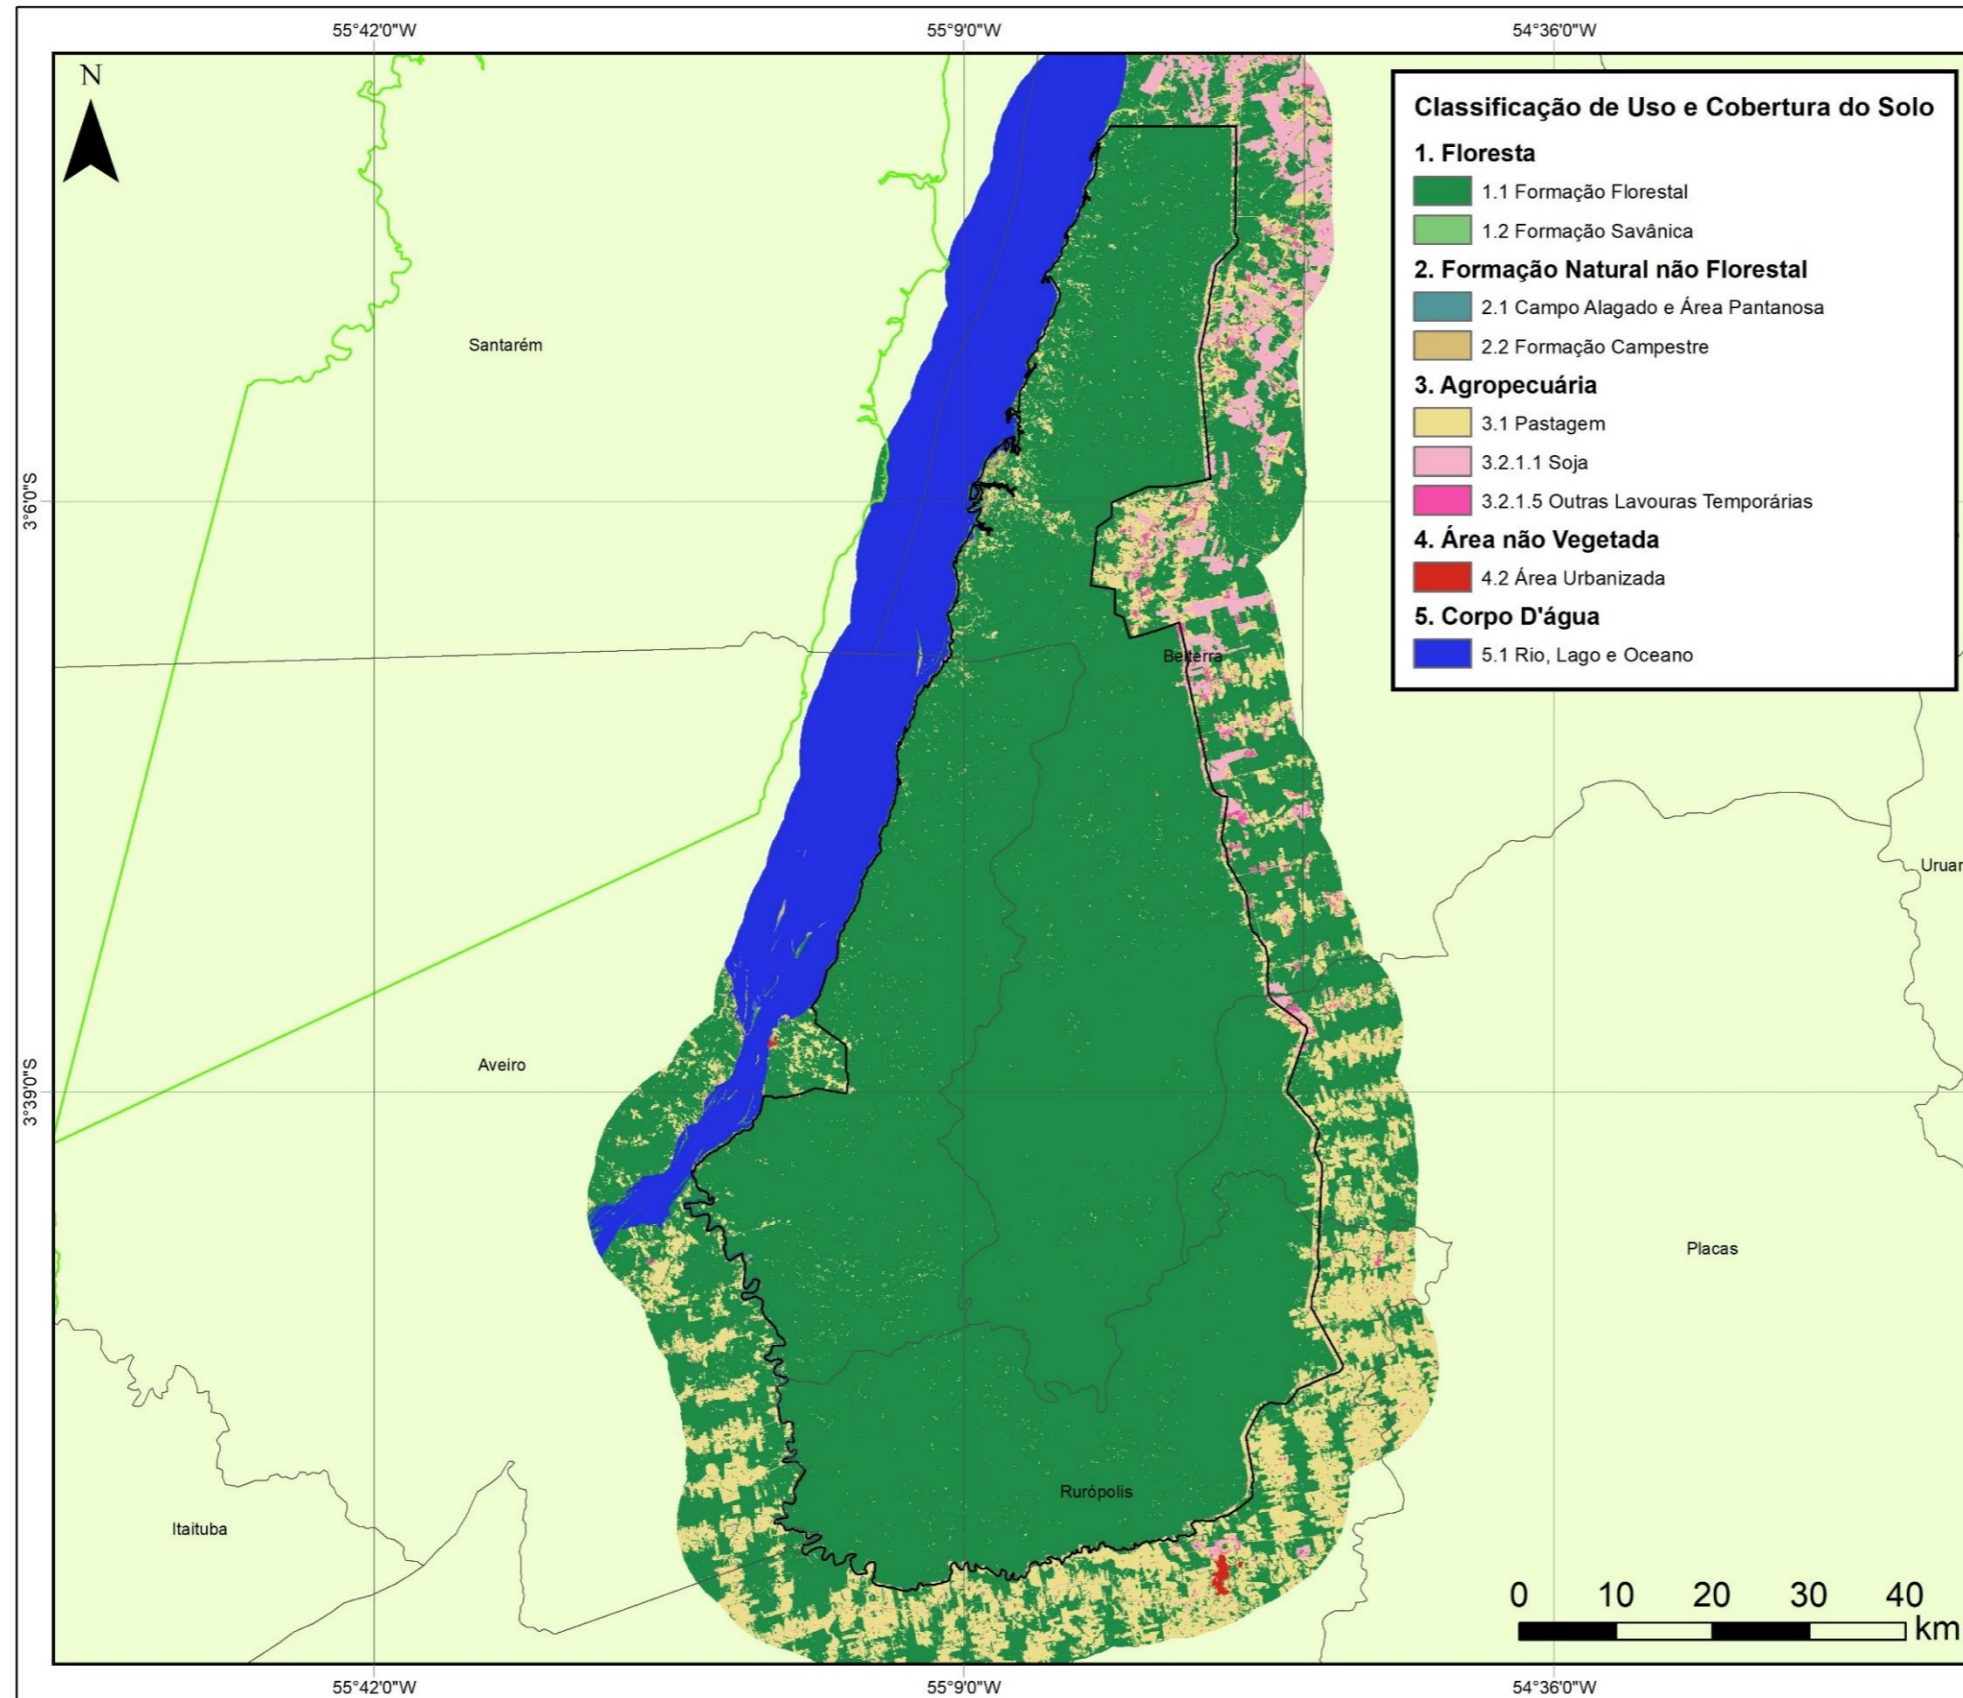 55°42'0"W 55°9'0"W 54°36'0"W
N
Classificação de Uso e Cobertura do Solo
1. Floresta
1.1 Formação Florestal
1.2 Formação Savânica
2. Formação Natural não Florestal
2.1 Campo Alagado e Área Pantanosa
2.2 Formação Campestre
3. Agropecuária
3.1 Pastagem
3.2.1.1 Soja
3.2.1.5 Outras Lavouras Temporárias
4. Área não Vegetada
4.2 Área Urbanizada
5. Corpo D'água
5.1 Rio, Lago e Oceano
Santarém
3°6'0"S
Belterra
Uruar
Aveiro
3°39'0"S
Placas
Rurópolis
Itaituba
0 10 20 30 40
km
55°42'0"W 55°9'0"W 54°36'0"W